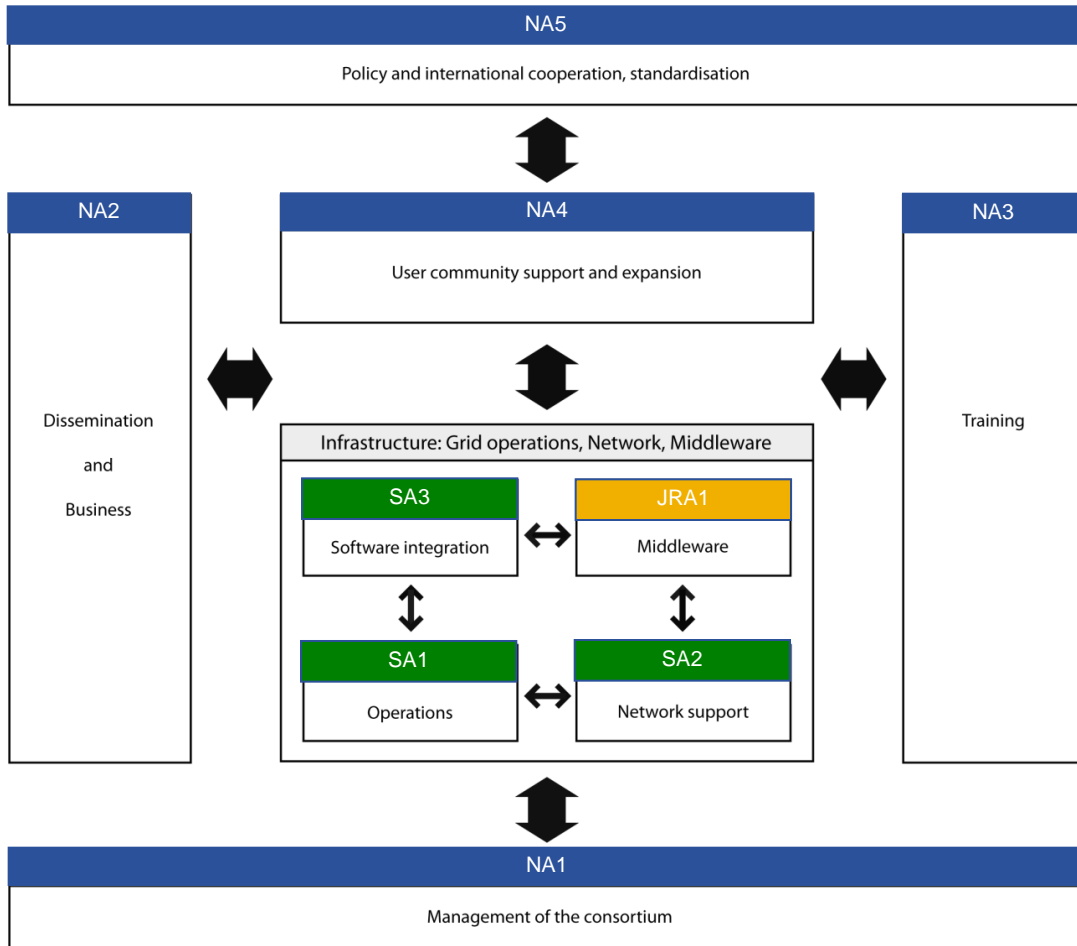 NA5
Policy and international cooperation, standardisation
NA2
NA4
NA3
User community support and expansion
Dissemination
and
Business
Training
Infrastructure: Grid operations, Network, Middleware
SA3
JRA1
Software integration
Middleware
SA1
SA2
Operations
Network support
NA1
Management of the consortium